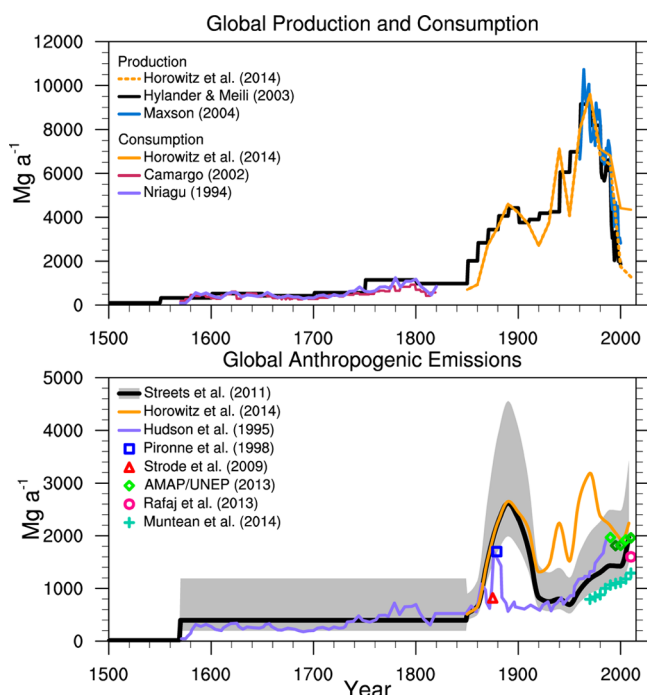 Global Production and Consumption
12000
10000
8000
6000
4000
2000
0
Mg a⁻¹
Production
Horowitz et al. (2014)
Hylander & Meili (2003)
Maxson (2004)
Consumption
Horowitz et al. (2014)
Camargo (2002)
Nriagu (1994)
1500 1600 1700 1800 1900 2000
Global Anthropogenic Emissions
5000
4000
3000
2000
1000
0
Mg a⁻¹
Streets et al. (2011)
Horowitz et al. (2014)
Hudson et al. (1995)
Pironne et al. (1998)
Strode et al. (2009)
AMAP/UNEP (2013)
Rafaj et al. (2013)
Muntean et al. (2014)
1500 1600 1700 1800 1900 2000
Year